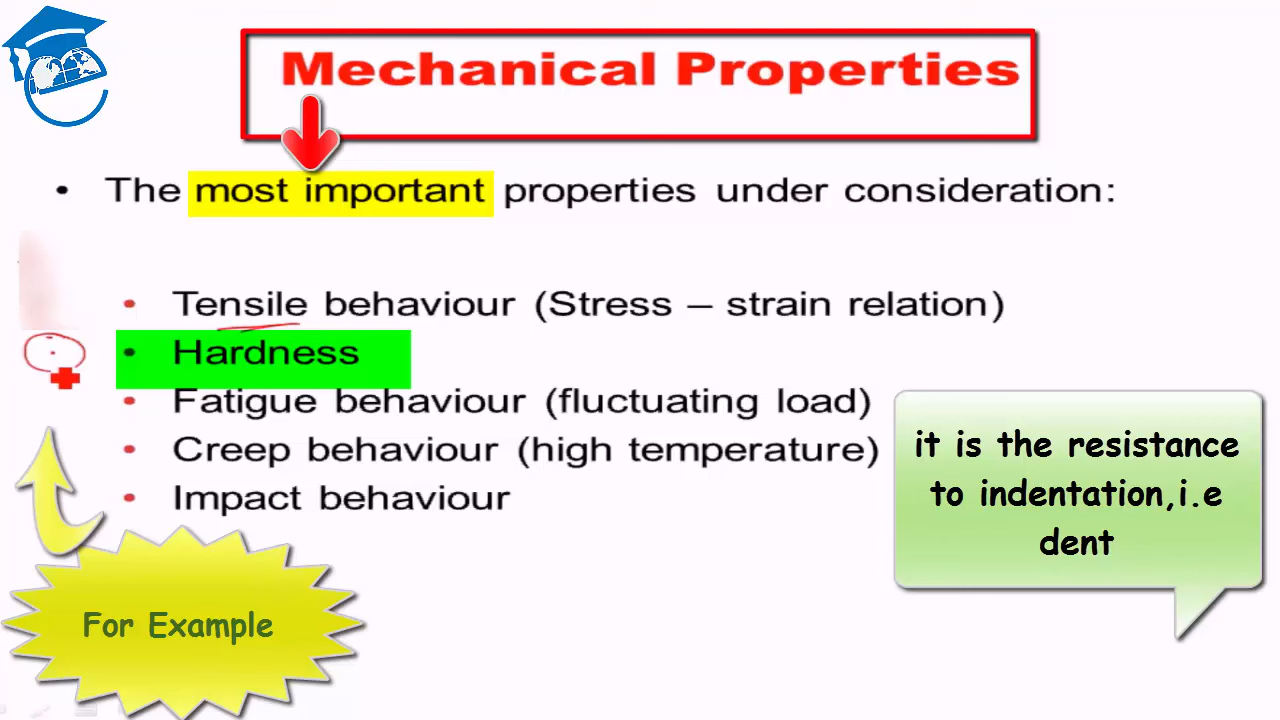 Mechanical Properties
• The most important properties under consideration:
• Tensile behaviour (Stress – strain relation)
• Hardness
• Fatigue behaviour (fluctuating load)
• Creep behaviour (high temperature)
• Impact behaviour
it is the resistance
to indentation,i.e
dent
For Example